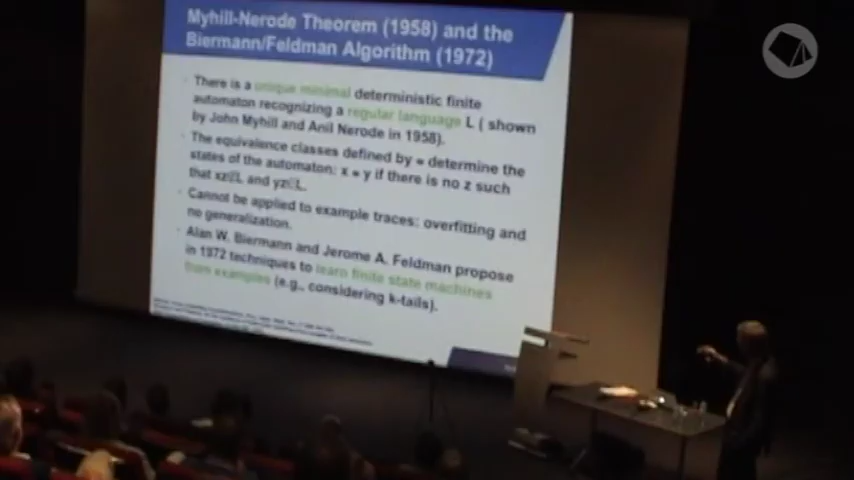 Myhill-Nerode Theorem (1958) and the
Biermann/Feldman Algorithm (1972)
There is a unique minimal deterministic finite
automaton recognizing a regular language L ( shown
by John Myhill and Anil Nerode in 1958).
The equivalence classes defined by ≡ determine the
states of the automaton: x ≡ y if there is no z such
that xz L and yz L.
Cannot be applied to example traces: overfitting and
no generalization.
Alan W. Biermann and Jerome A. Feldman propose
in 1972 techniques to learn finite state machines
from examples (e.g., considering k-tails).